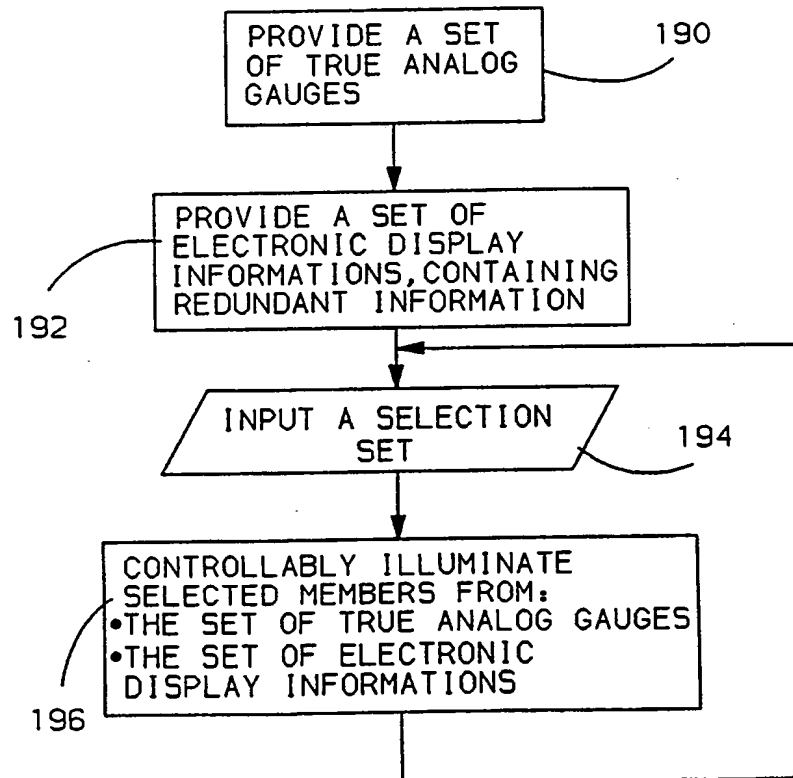 PROVIDE A SET
OF TRUE ANALOG
GAUGES
190
PROVIDE A SET OF
ELECTRONIC DISPLAY
INFORMATIONS,CONTAINING
REDUNDANT INFORMATION
192
INPUT A SELECTION
SET
194
CONTROLLABLY ILLUMINATE
SELECTED MEMBERS FROM:
•THE SET OF TRUE ANALOG GAUGES
•THE SET OF ELECTRONIC
DISPLAY INFORMATIONS
196